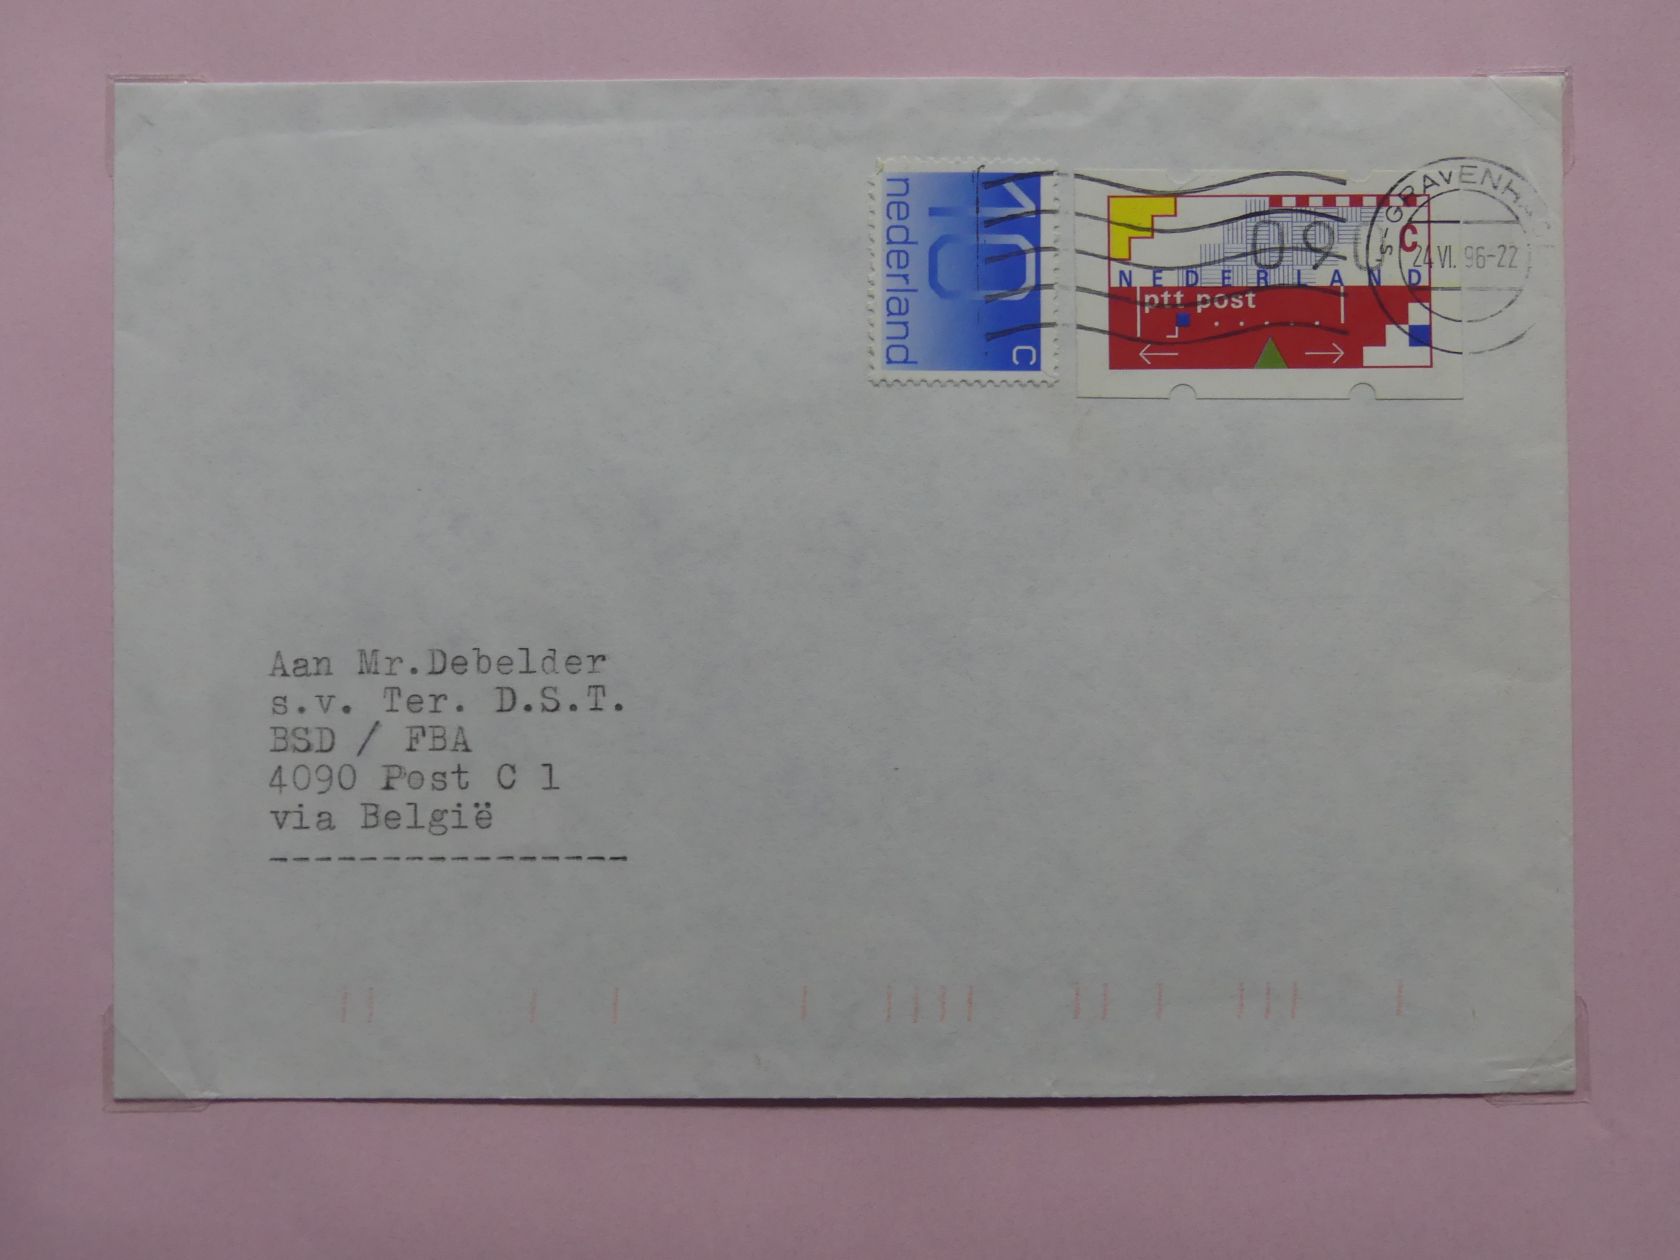 nederland
10
c
090
C
NEDERLAND
ptt post
24 VI. 96-22
Aan Mr.Debelder
s.v. Ter. D.S.T.
BSD / FBA
4090 Post C 1
via België
-----------------